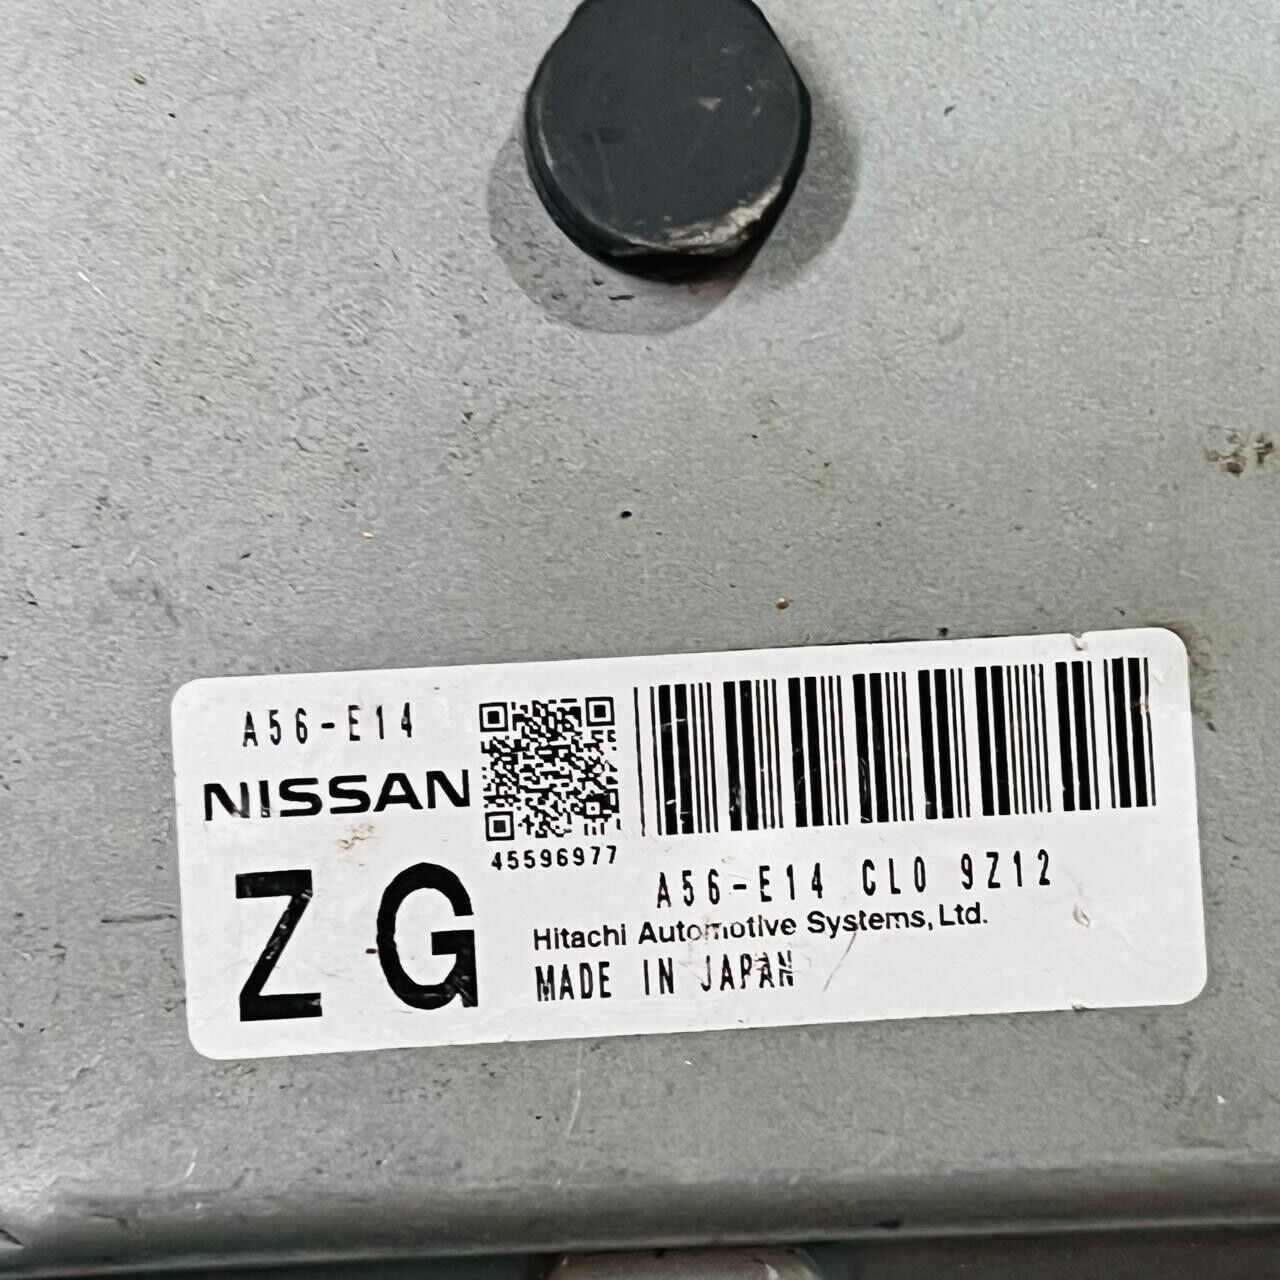 A56-E14
NISSAN
45596977
ZG
A56-E14 CL0 9Z12
Hitachi Automotive Systems, Ltd.
MADE IN JAPAN